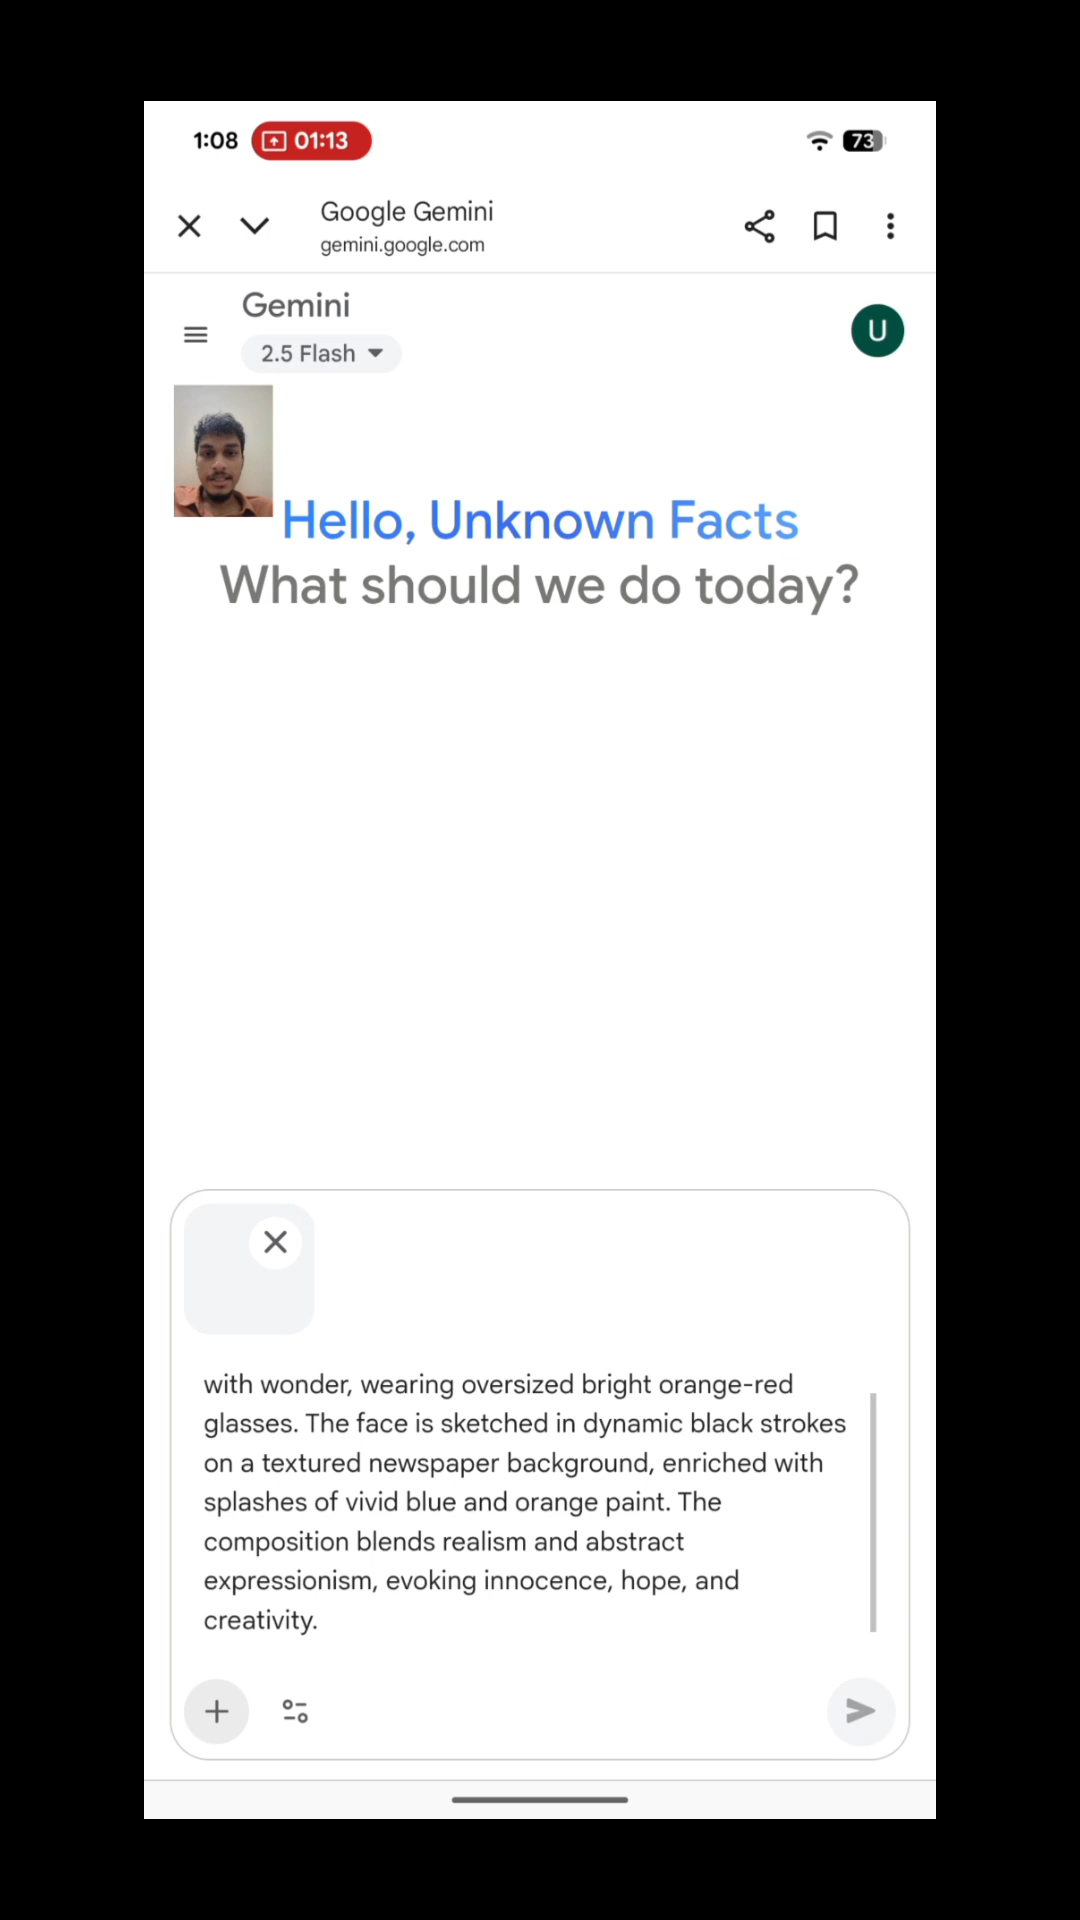 1:08 01:13 73
Google Gemini
gemini.google.com
Gemini
2.5 Flash
U
Hello, Unknown Facts
What should we do today?
with wonder, wearing oversized bright orange-red
glasses. The face is sketched in dynamic black strokes
on a textured newspaper background, enriched with
splashes of vivid blue and orange paint. The
composition blends realism and abstract
expressionism, evoking innocence, hope, and
creativity.